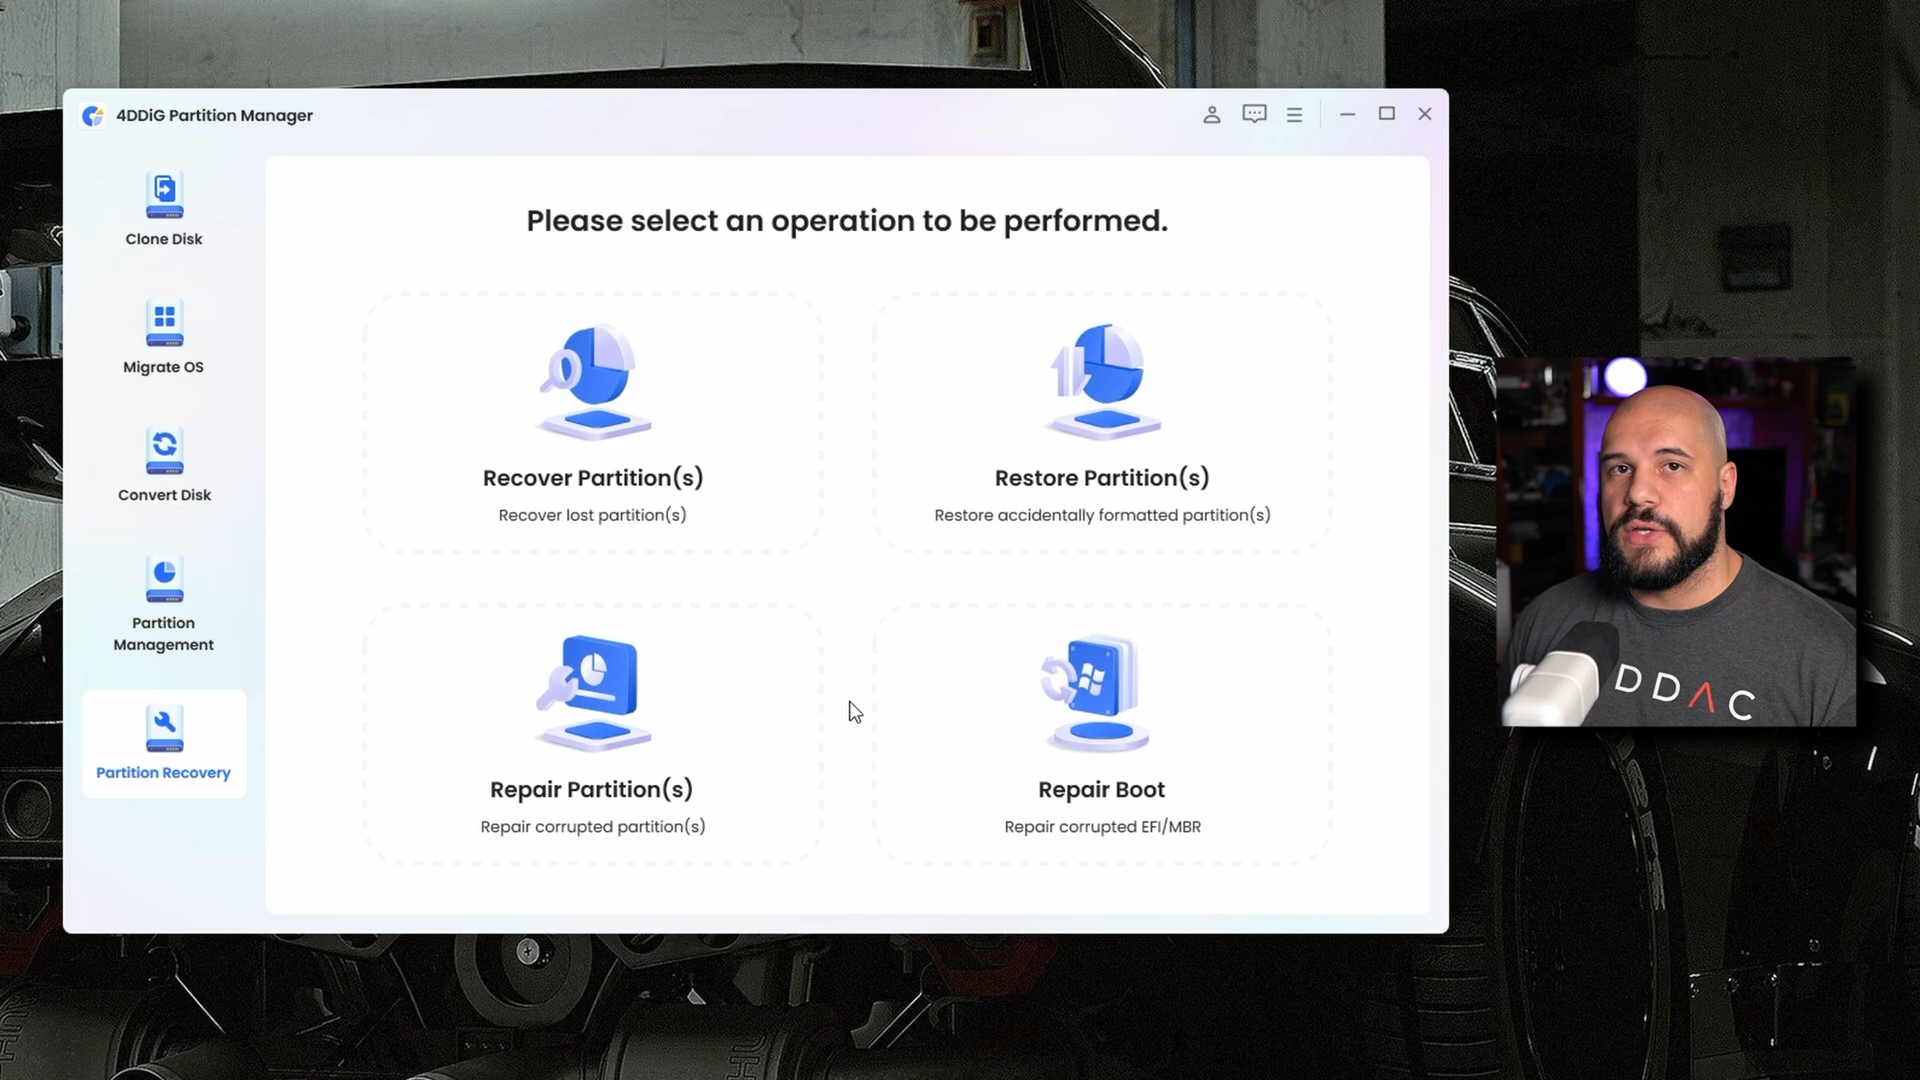 4DDiG Partition Manager
Clone Disk
Migrate OS
Convert Disk
Partition
Management
Partition Recovery
Please select an operation to be performed.
Recover Partition(s)
Recover lost partition(s)
Restore Partition(s)
Restore accidentally formatted partition(s)
Repair Partition(s)
Repair corrupted partition(s)
Repair Boot
Repair corrupted EFI/MBR
DDAC